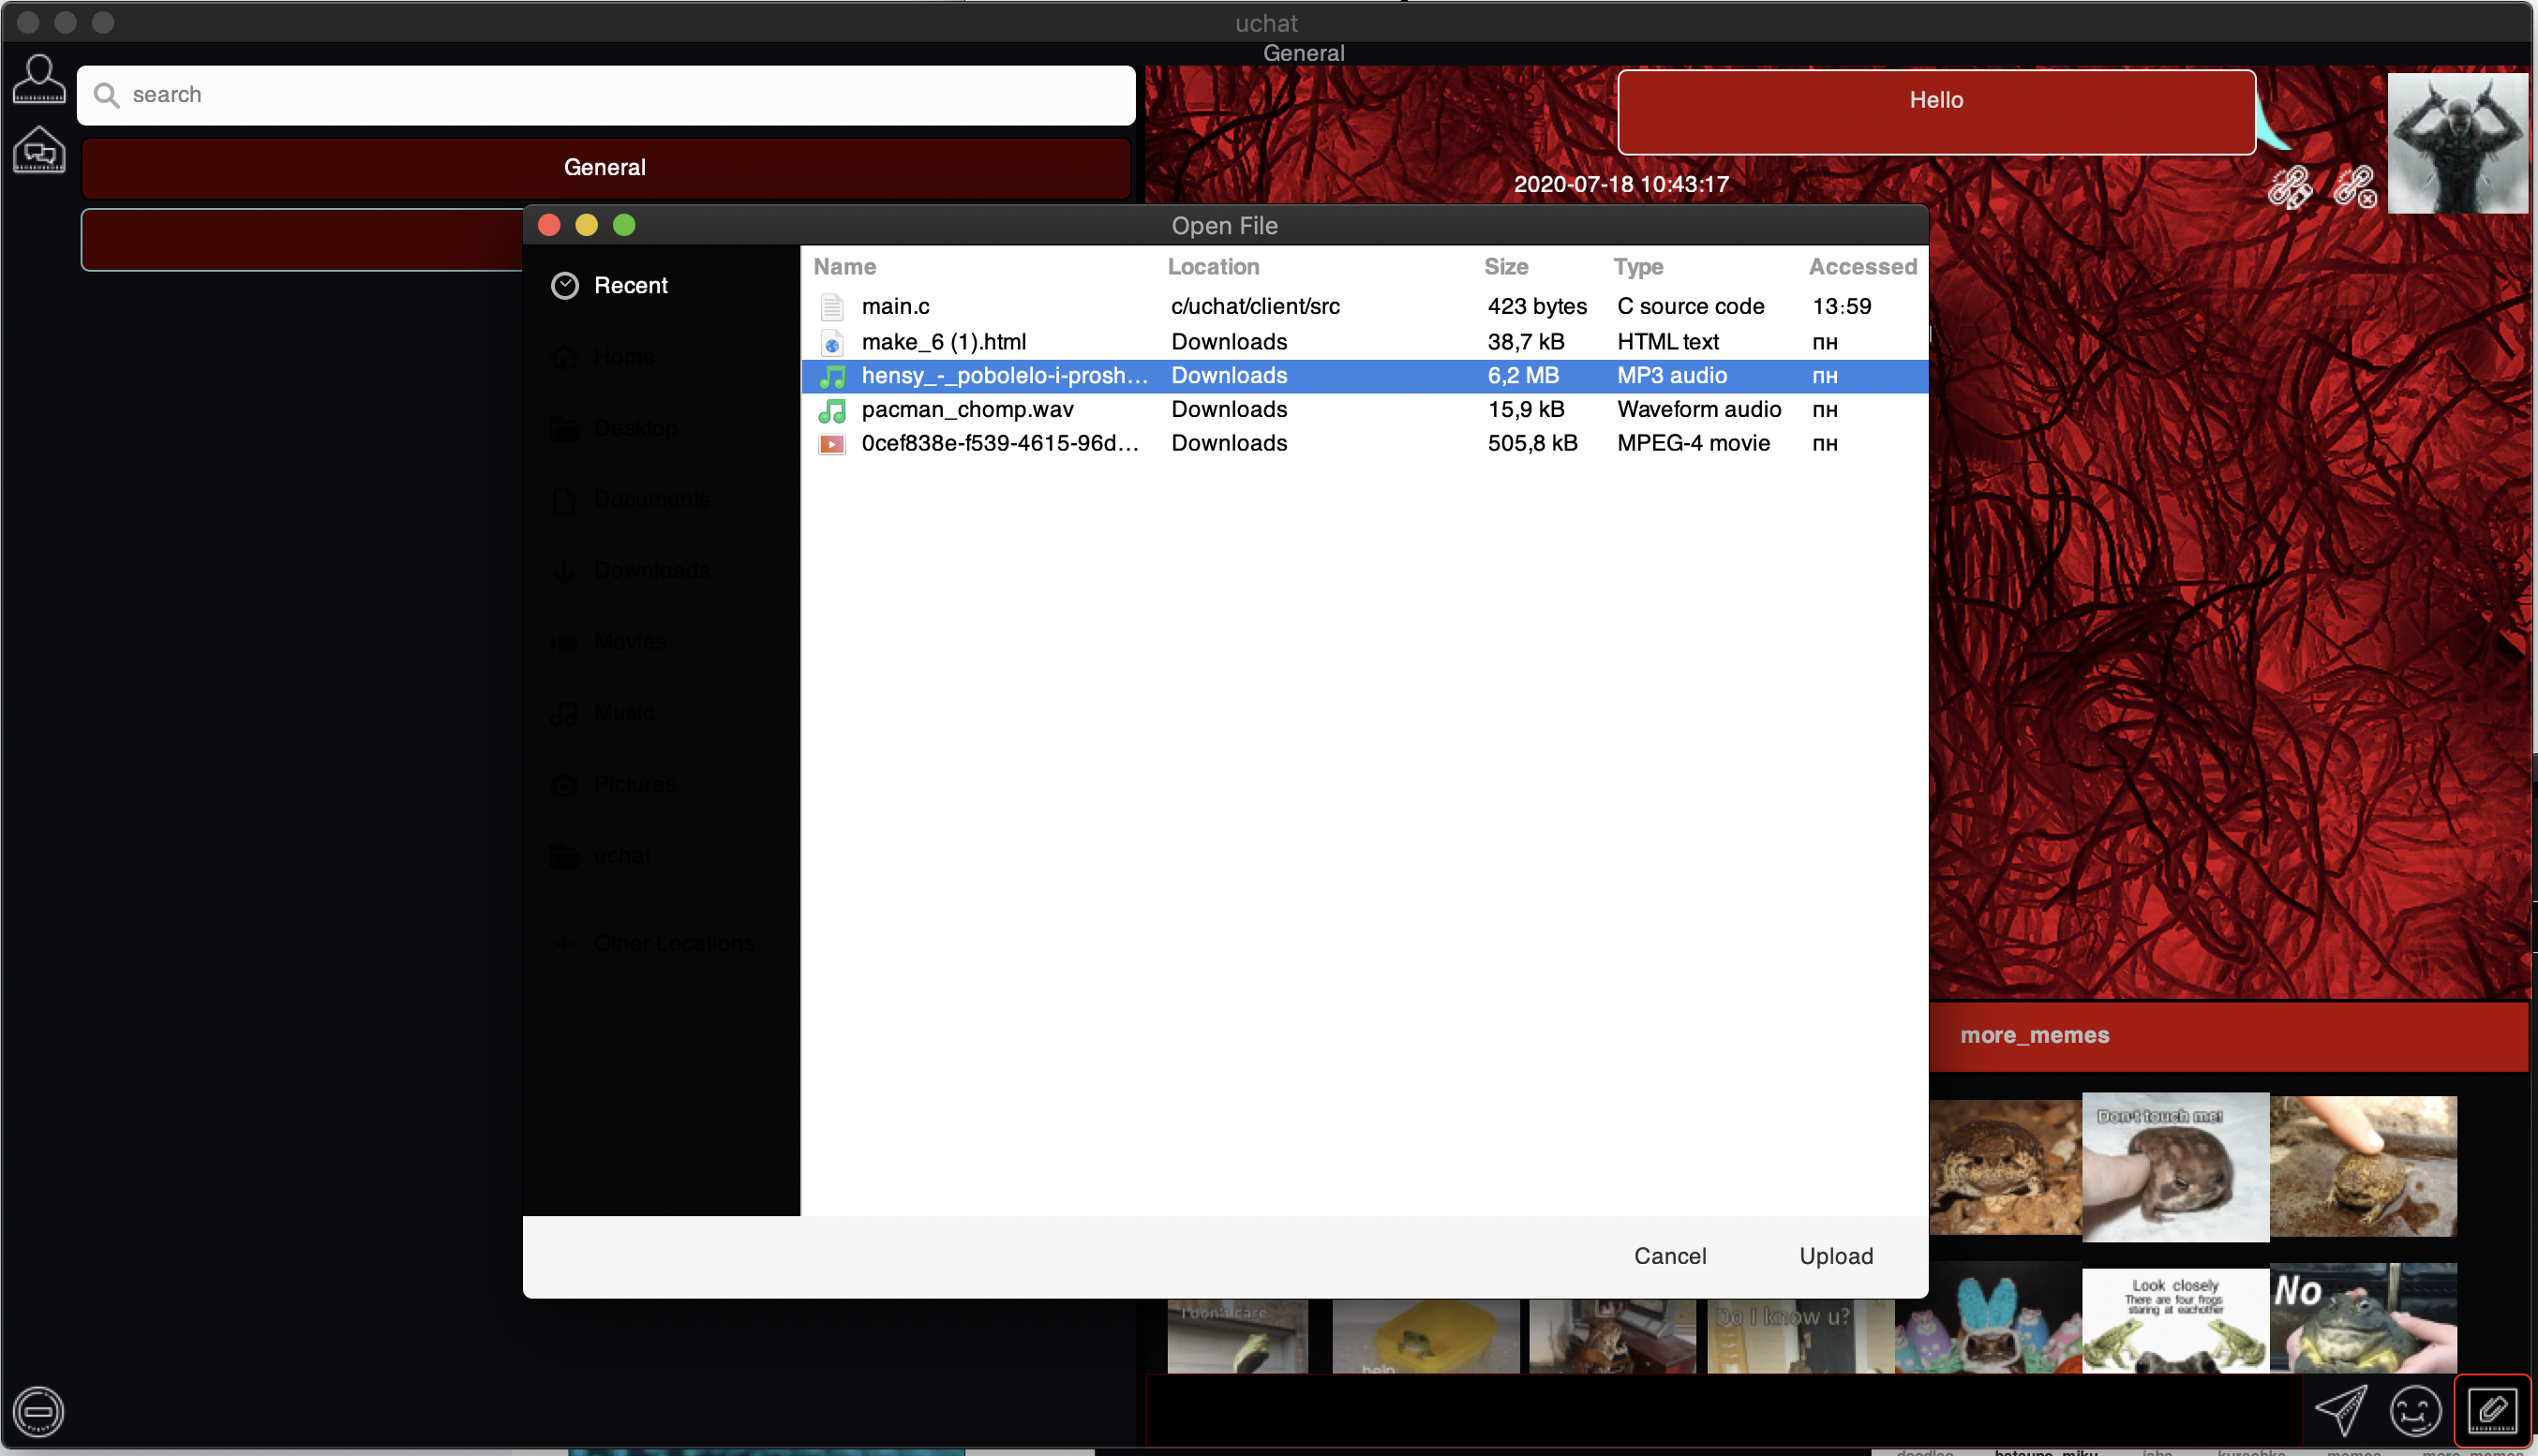 uchat
General
search
Hello
General
2020-07-18 10:43:17
Open File
Recent
Home
Desktop
Documents
Downloads
Movies
Music
Pictures
uchat
Other Locations
Name Location Size Type Accessed
main.c c/uchat/client/src 423 bytes C source code 13:59
make_6 (1).html Downloads 38,7 kB HTML text пн
hensy_-_pobolelo-i-prosh... Downloads 6,2 MB MP3 audio пн
pacman_chomp.wav Downloads 15,9 kB Waveform audio пн
0cef838e-f539-4615-96d... Downloads 505,8 kB MPEG-4 movie пн
Cancel Upload
more_memes
Don't touch me!
I don't care
help
Do I know u?
Look closely
There are four frogs
staring at eachother
No